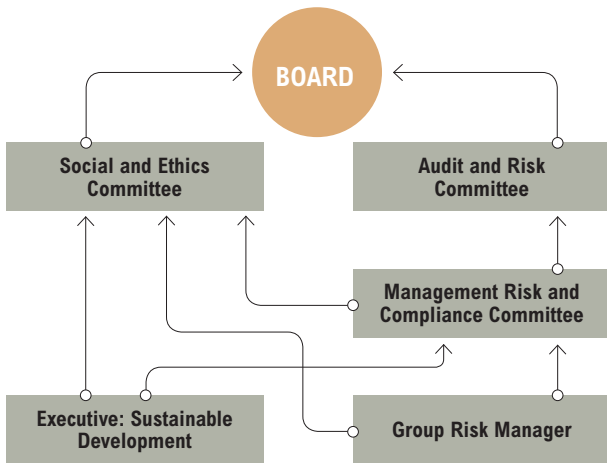 BOARD
Social and Ethics
Committee
Audit and Risk
Committee
Management Risk and
Compliance Committee
Executive: Sustainable
Development
Group Risk Manager